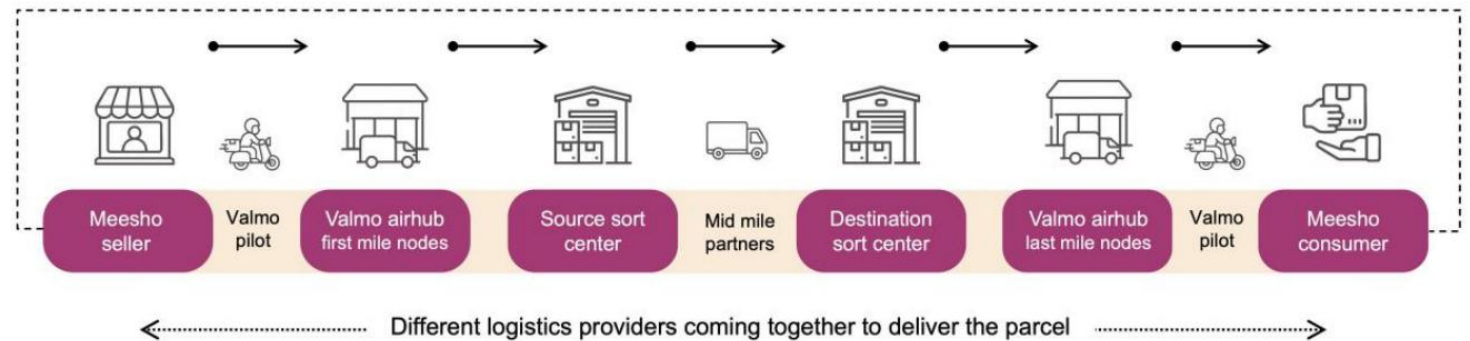 Meesho
seller
Valmo
pilot
Valmo airhub
first mile nodes
Source sort
center
Mid mile
partners
Destination
sort center
Valmo airhub
last mile nodes
Valmo
pilot
Meesho
consumer
Different logistics providers coming together to deliver the parcel